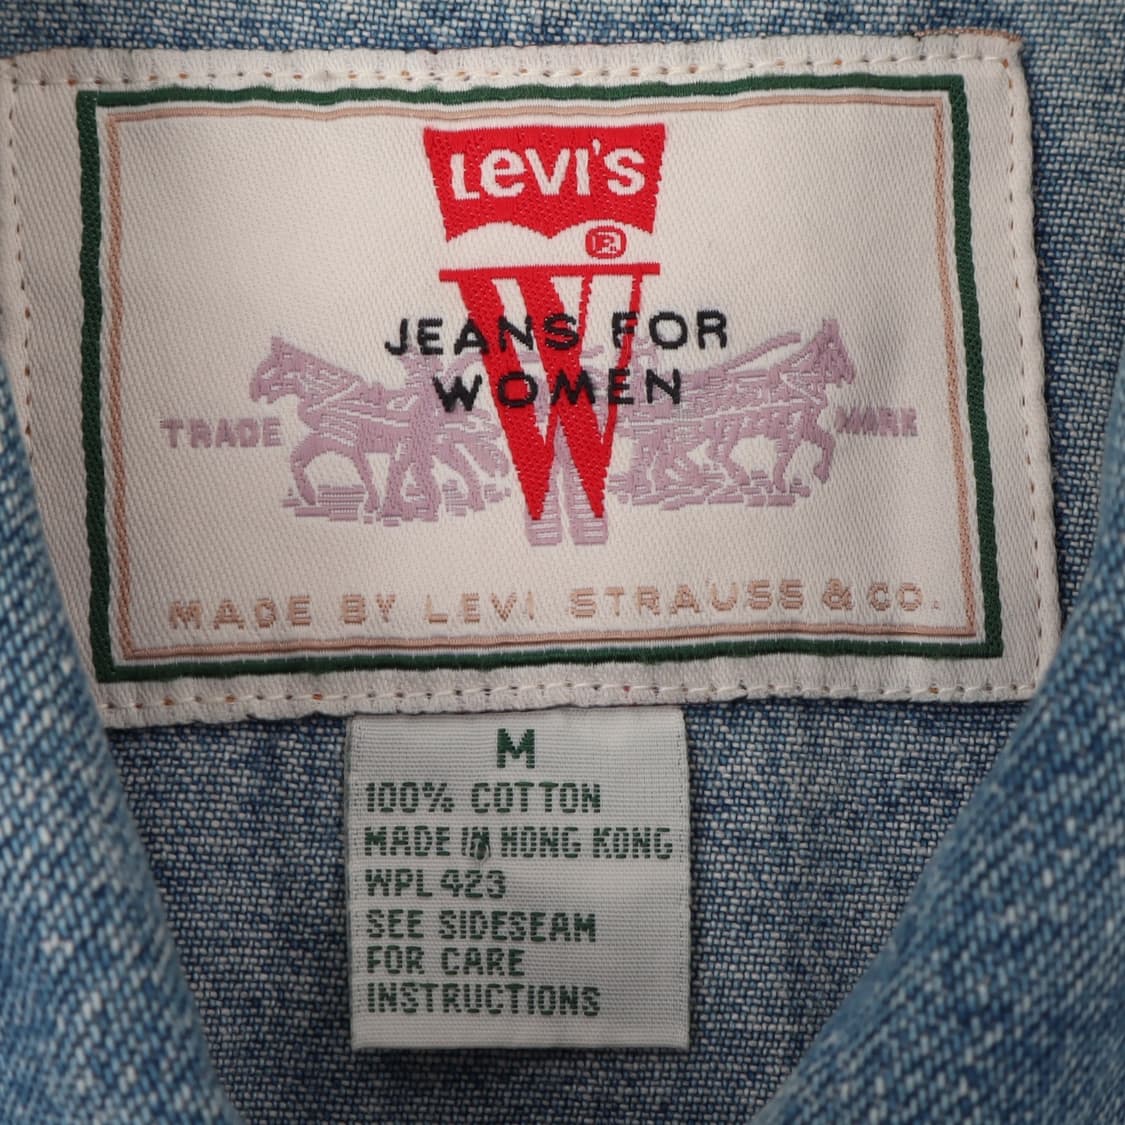 Levi's
®
W
JEANS FOR
WOMEN
TRADE MARK
MADE BY LEVI STRAUSS & CO.
M
100% COTTON
MADE IN HONG KONG
WPL 423
SEE SIDESEAM
FOR CARE
INSTRUCTIONS